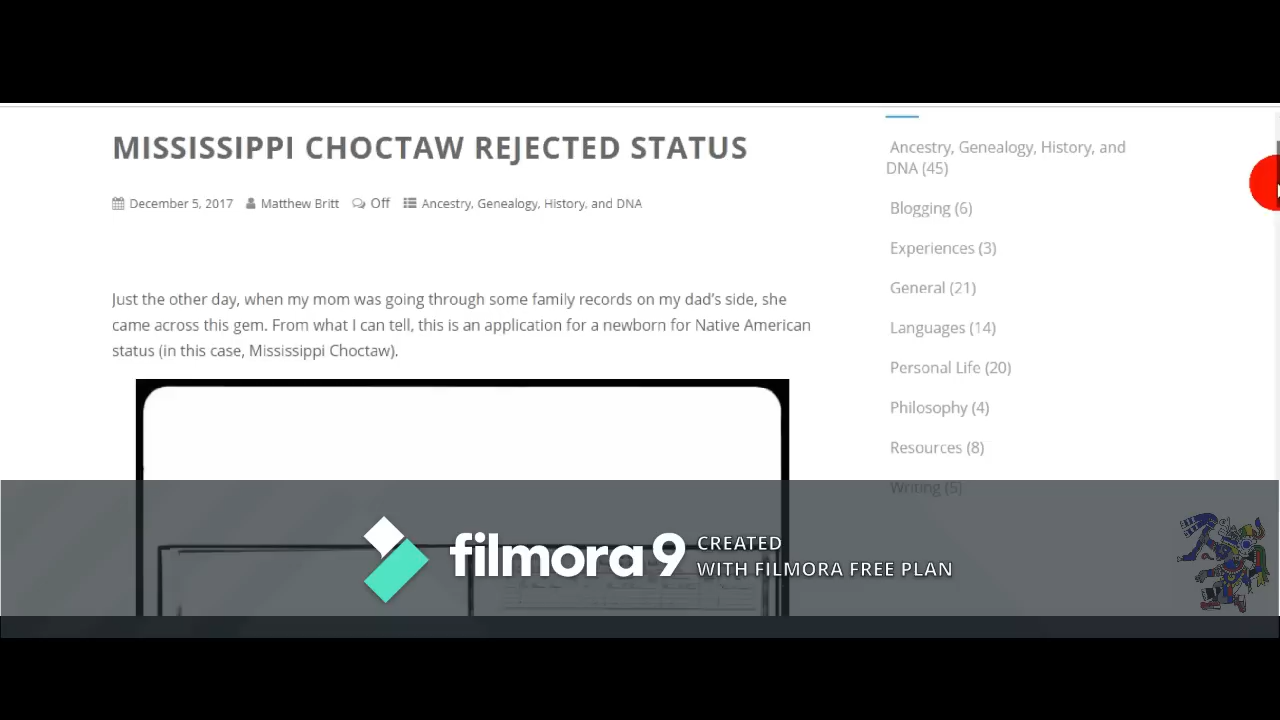 MISSISSIPPI CHOCTAW REJECTED STATUS
December 5, 2017 Matthew Britt Off Ancestry, Genealogy, History, and DNA
Just the other day, when my mom was going through some family records on my dad's side, she
came across this gem. From what I can tell, this is an application for a newborn for Native American
status (in this case, Mississippi Choctaw).
Ancestry, Genealogy, History, and
DNA (45)
Blogging (6)
Experiences (3)
General (21)
Languages (14)
Personal Life (20)
Philosophy (4)
Resources (8)
Writing (5)
filmora9
CREATED
WITH FILMORA FREE PLAN